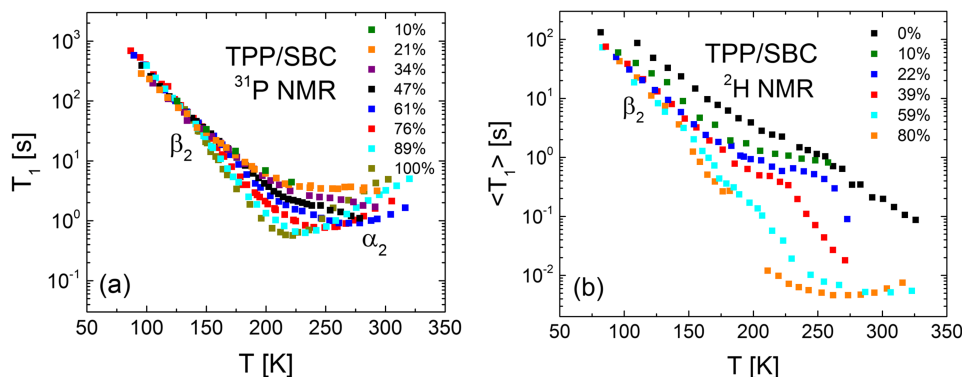 10%
21%
34%
47%
61%
76%
89%
100%
TPP/SBC
³¹P NMR
β₂
α₂
(a)
T₁ [s]
10³
10²
10¹
10⁰
10⁻¹
50 100 150 200 250 300 350
T [K]
0%
10%
22%
39%
59%
80%
TPP/SBC
²H NMR
β₂
(b)
<T₁> [s]
10²
10¹
10⁰
10⁻¹
10⁻²
50 100 150 200 250 300 350
T [K]